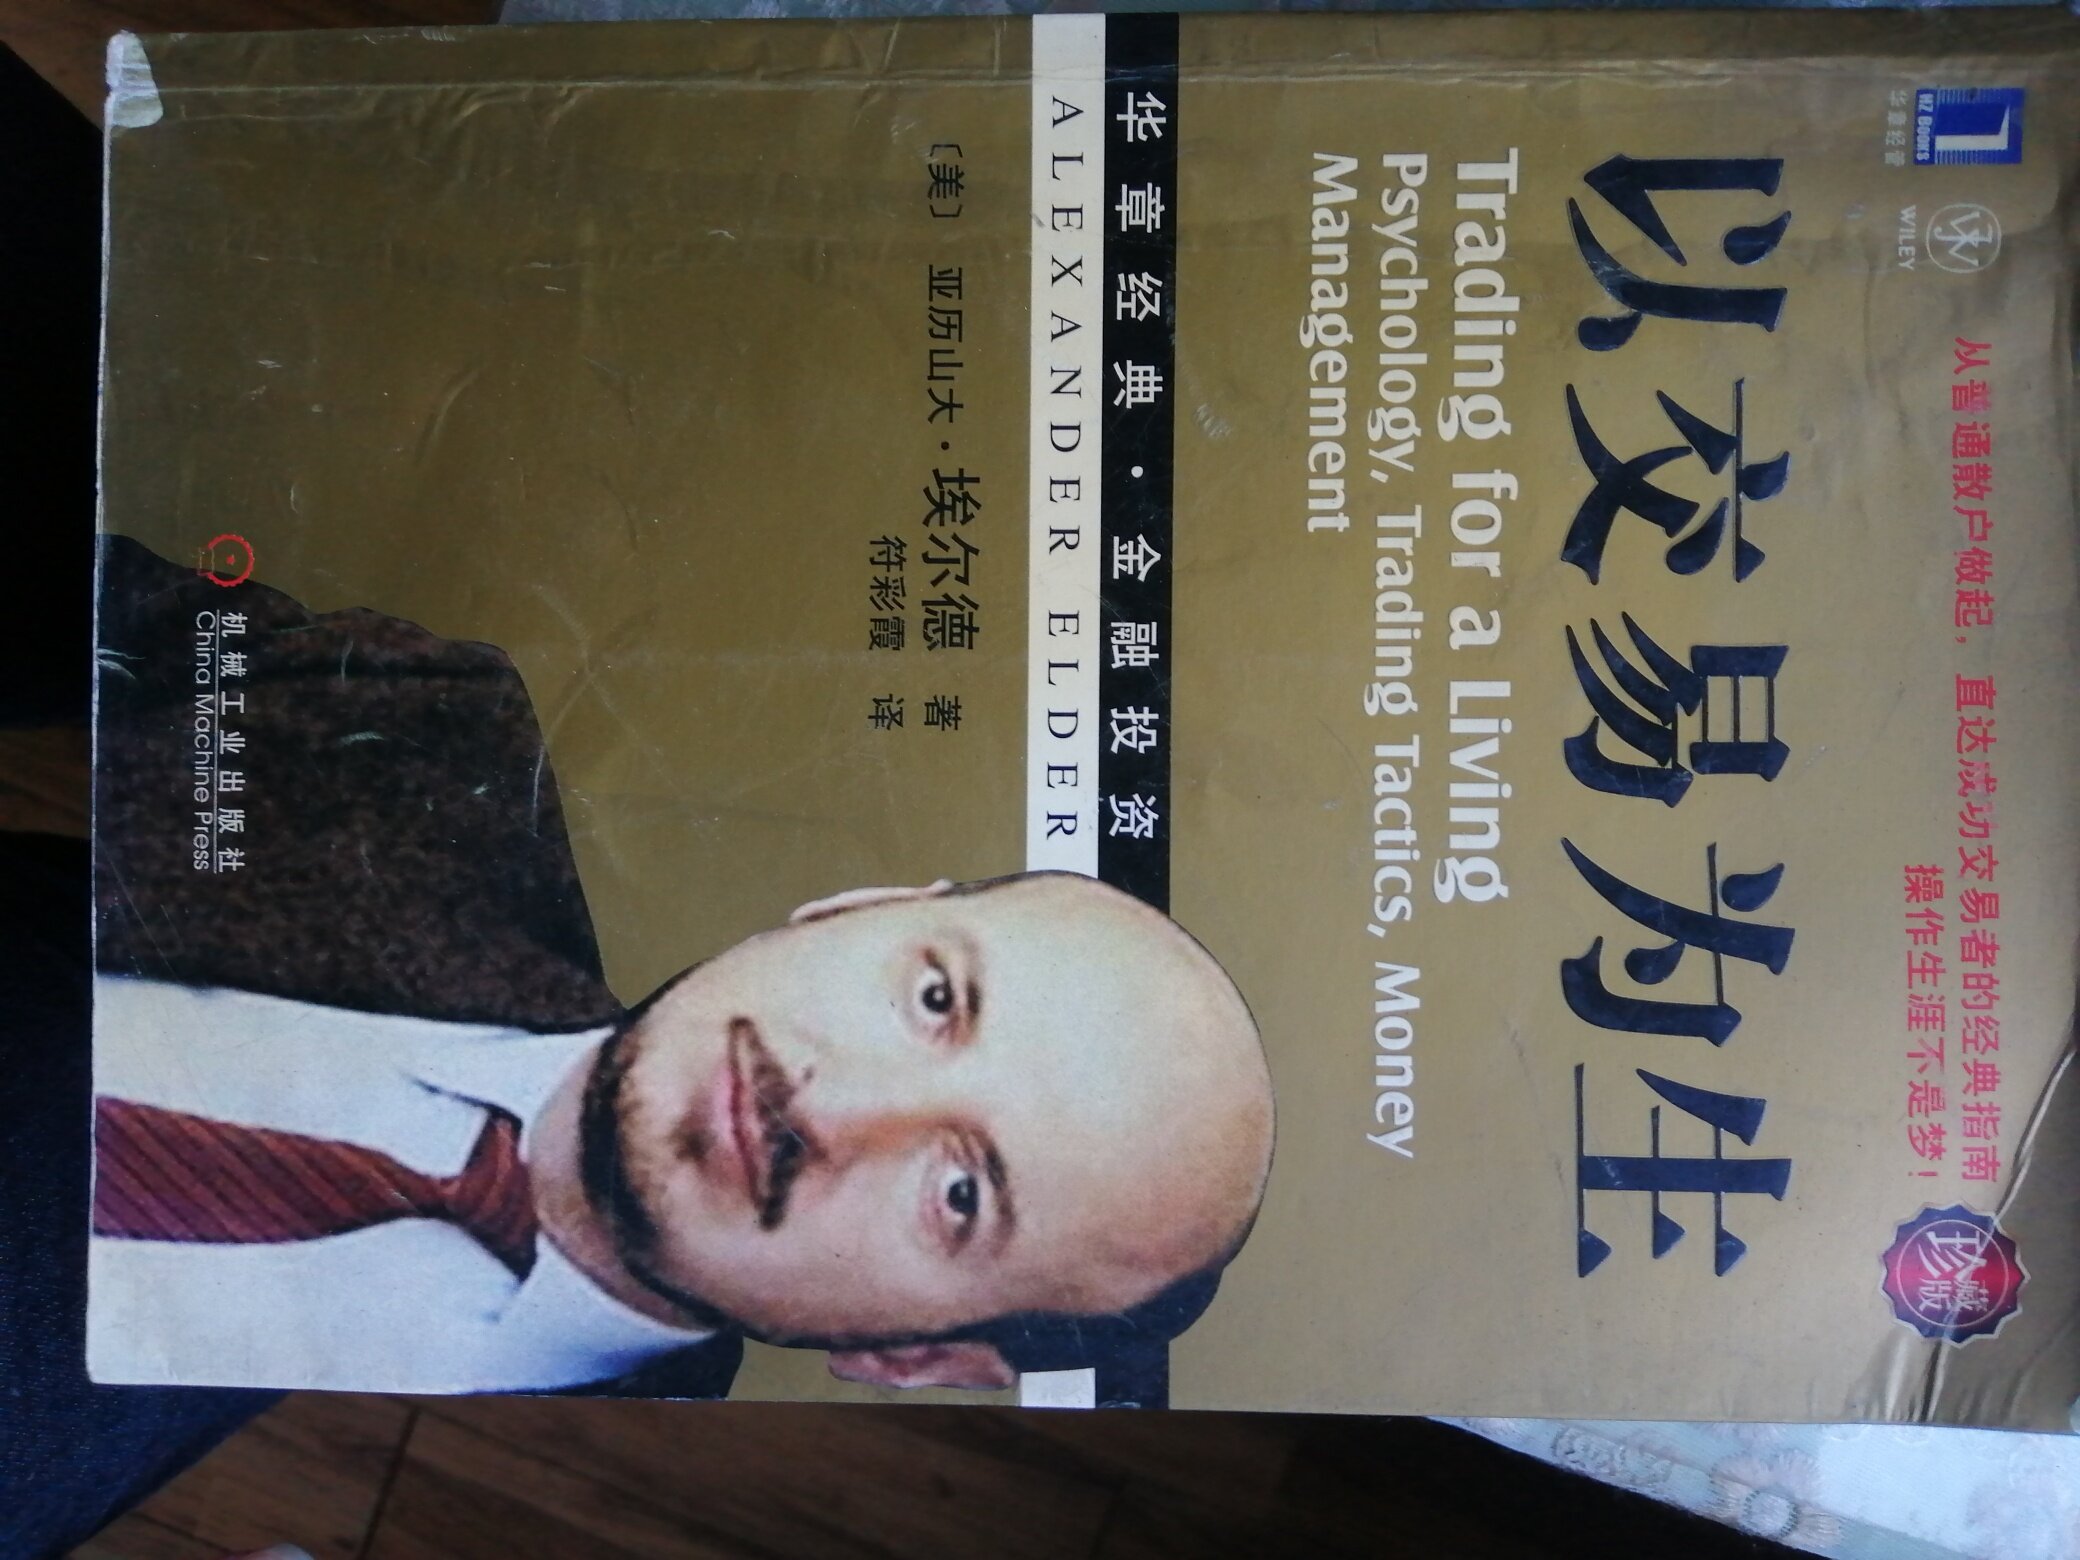 HZ BOOKS
华章经管
WILEY
从普通散户做起，直达成功交易者的经典指南
操作生涯不是梦！
珍藏版
以交易为生
Trading for a Living
Psychology, Trading Tactics, Money
Management
华章经典·金融投资
ALEXANDER ELDER
〔美〕 亚历山大·埃尔德 著
符彩霞 译
机械工业出版社
China Machine Press